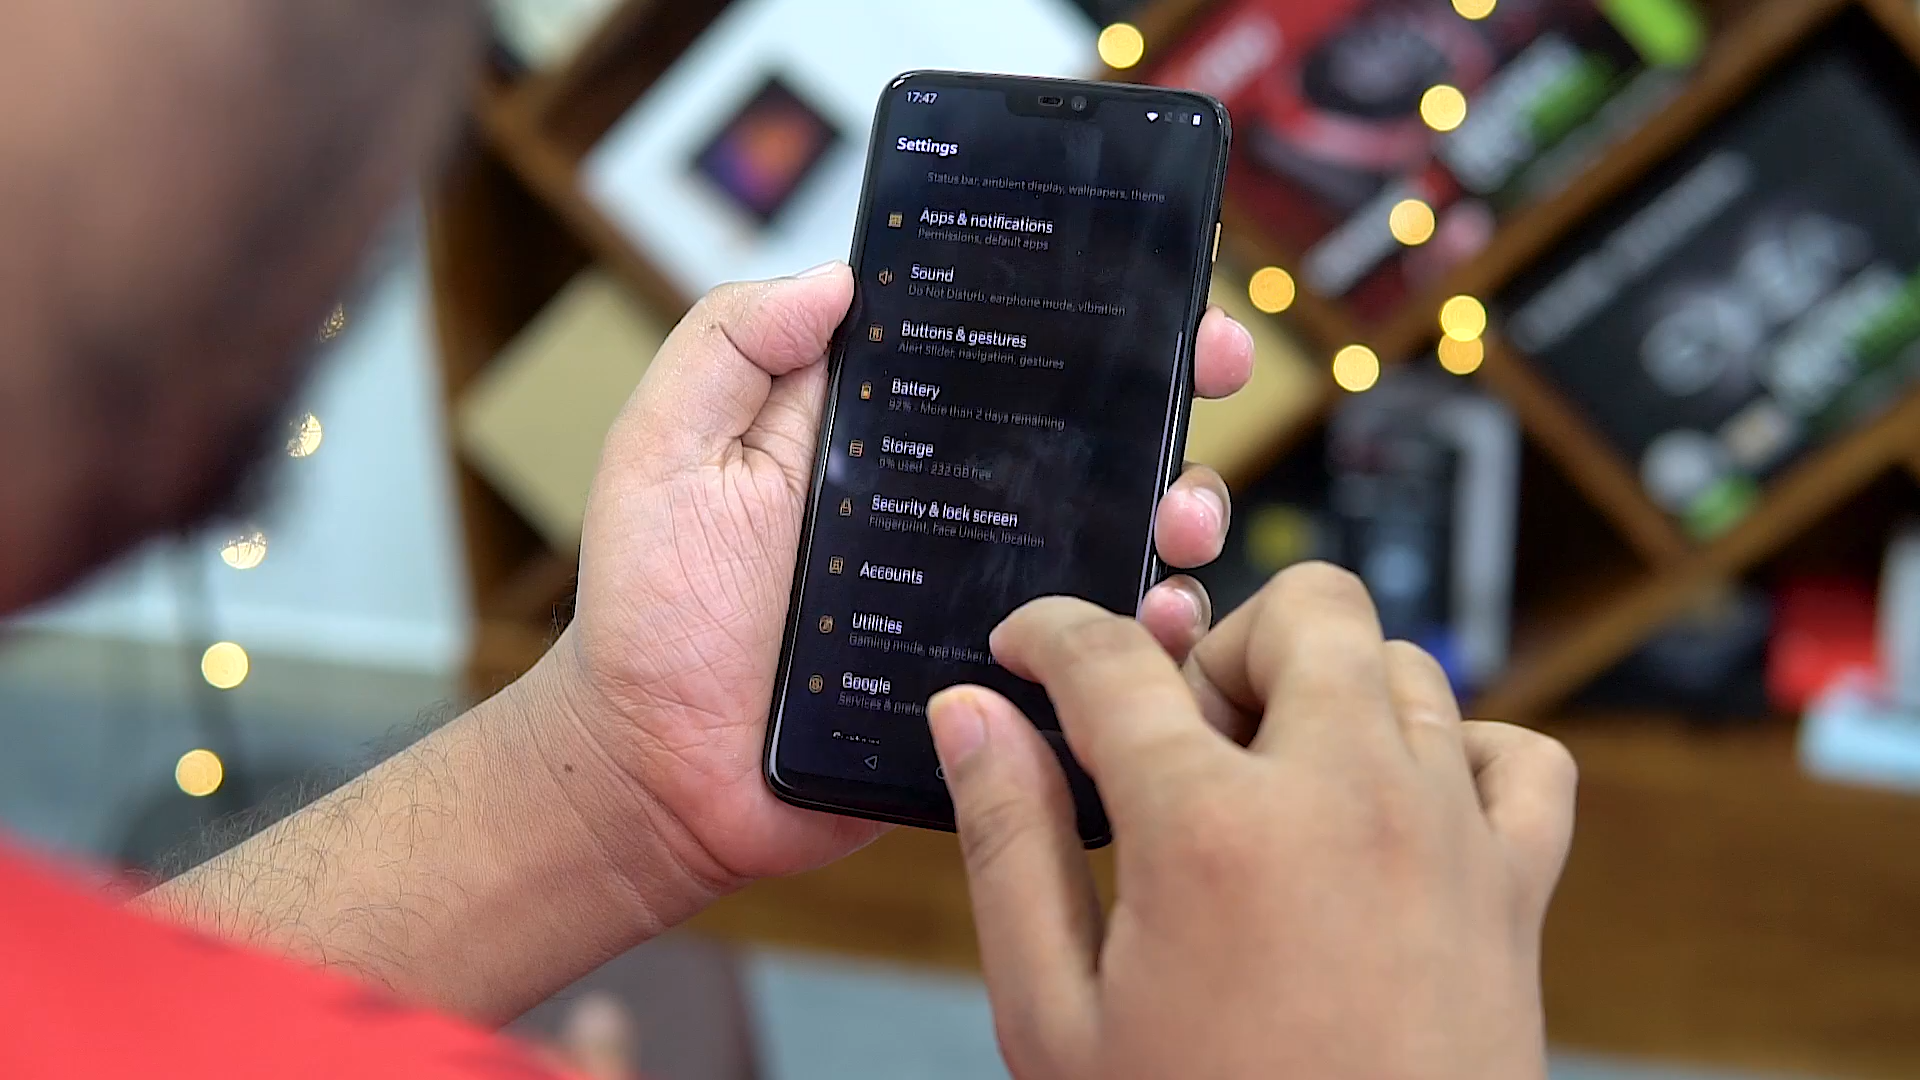 17:47
Settings
Status bar, ambient display, wallpapers, theme
Apps & notifications
Permissions, default apps
Sound
Do Not Disturb, earphone mode, vibration
Buttons & gestures
Alert Slider, navigation, gestures
Battery
92% - More than 2 days remaining
Storage
0% used - 232 GB free
Security & lock screen
Fingerprint, Face Unlock, location
Accounts
Utilities
Gaming mode, app locker,
Google
Services &